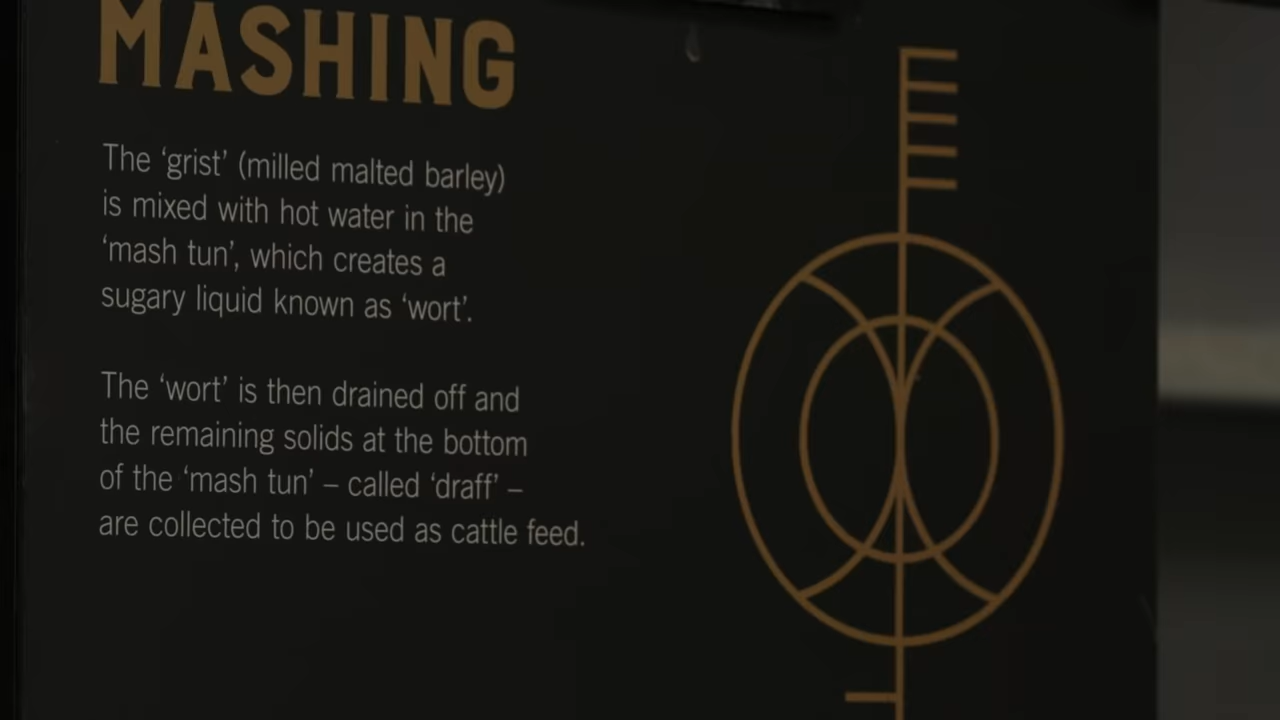 MASHING
The ‘grist’ (milled malted barley)
is mixed with hot water in the
‘mash tun’, which creates a
sugary liquid known as ‘wort’.
The ‘wort’ is then drained off and
the remaining solids at the bottom
of the ‘mash tun’ – called ‘draff’ –
are collected to be used as cattle feed.